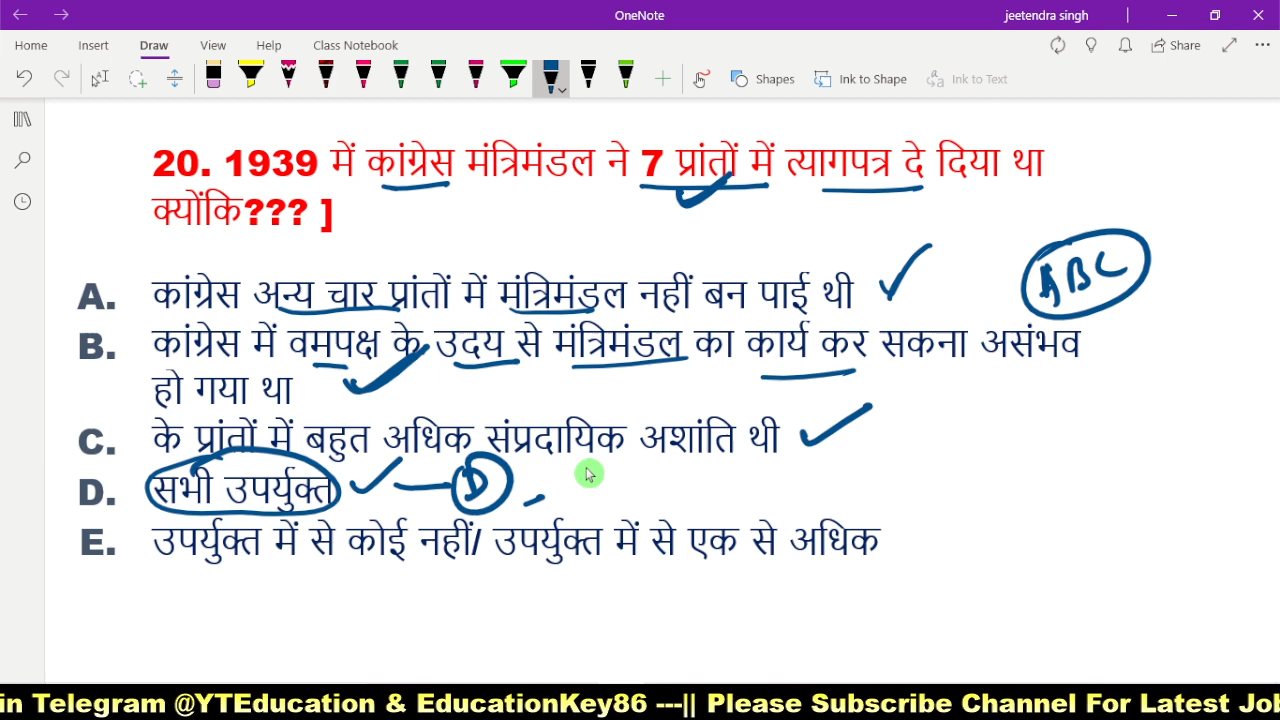 OneNote
jeetendra singh
Home Insert Draw View Help Class Notebook
Share
Shapes Ink to Shape Ink to Text
20. 1939 में कांग्रेस मंत्रिमंडल ने 7 प्रांतों में त्यागपत्र दे दिया था
क्योंकि??? ]
ABC
A. कांग्रेस अन्य चार प्रांतों में मंत्रिमंडल नहीं बन पाई थी
B. कांग्रेस में वमपक्ष के उदय से मंत्रिमंडल का कार्य कर सकना असंभव
हो गया था
C. के प्रांतों में बहुत अधिक संप्रदायिक अशांति थी
D. सभी उपर्युक्त D
E. उपर्युक्त में से कोई नहीं/ उपर्युक्त में से एक से अधिक
in Telegram @YTEducation & EducationKey86 ---|| Please Subscribe Channel For Latest Jo